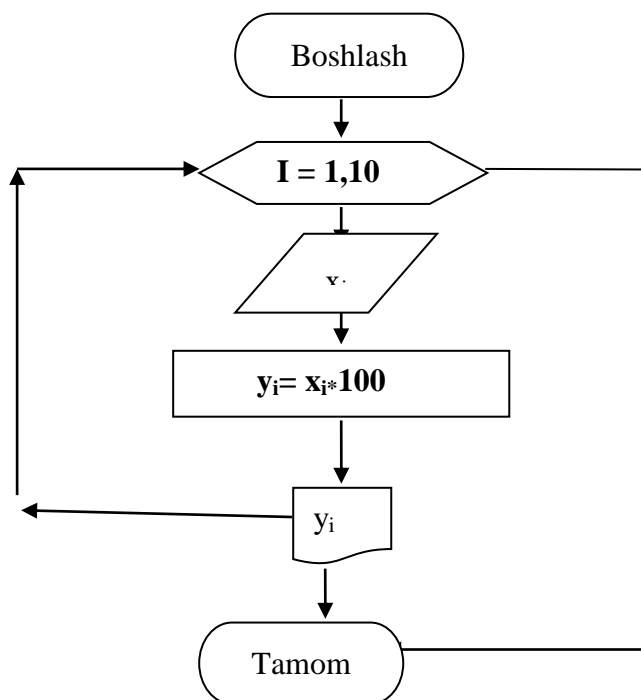 Boshlash
I = 1,10
yᵢ= xᵢ*100
yᵢ
Tamom